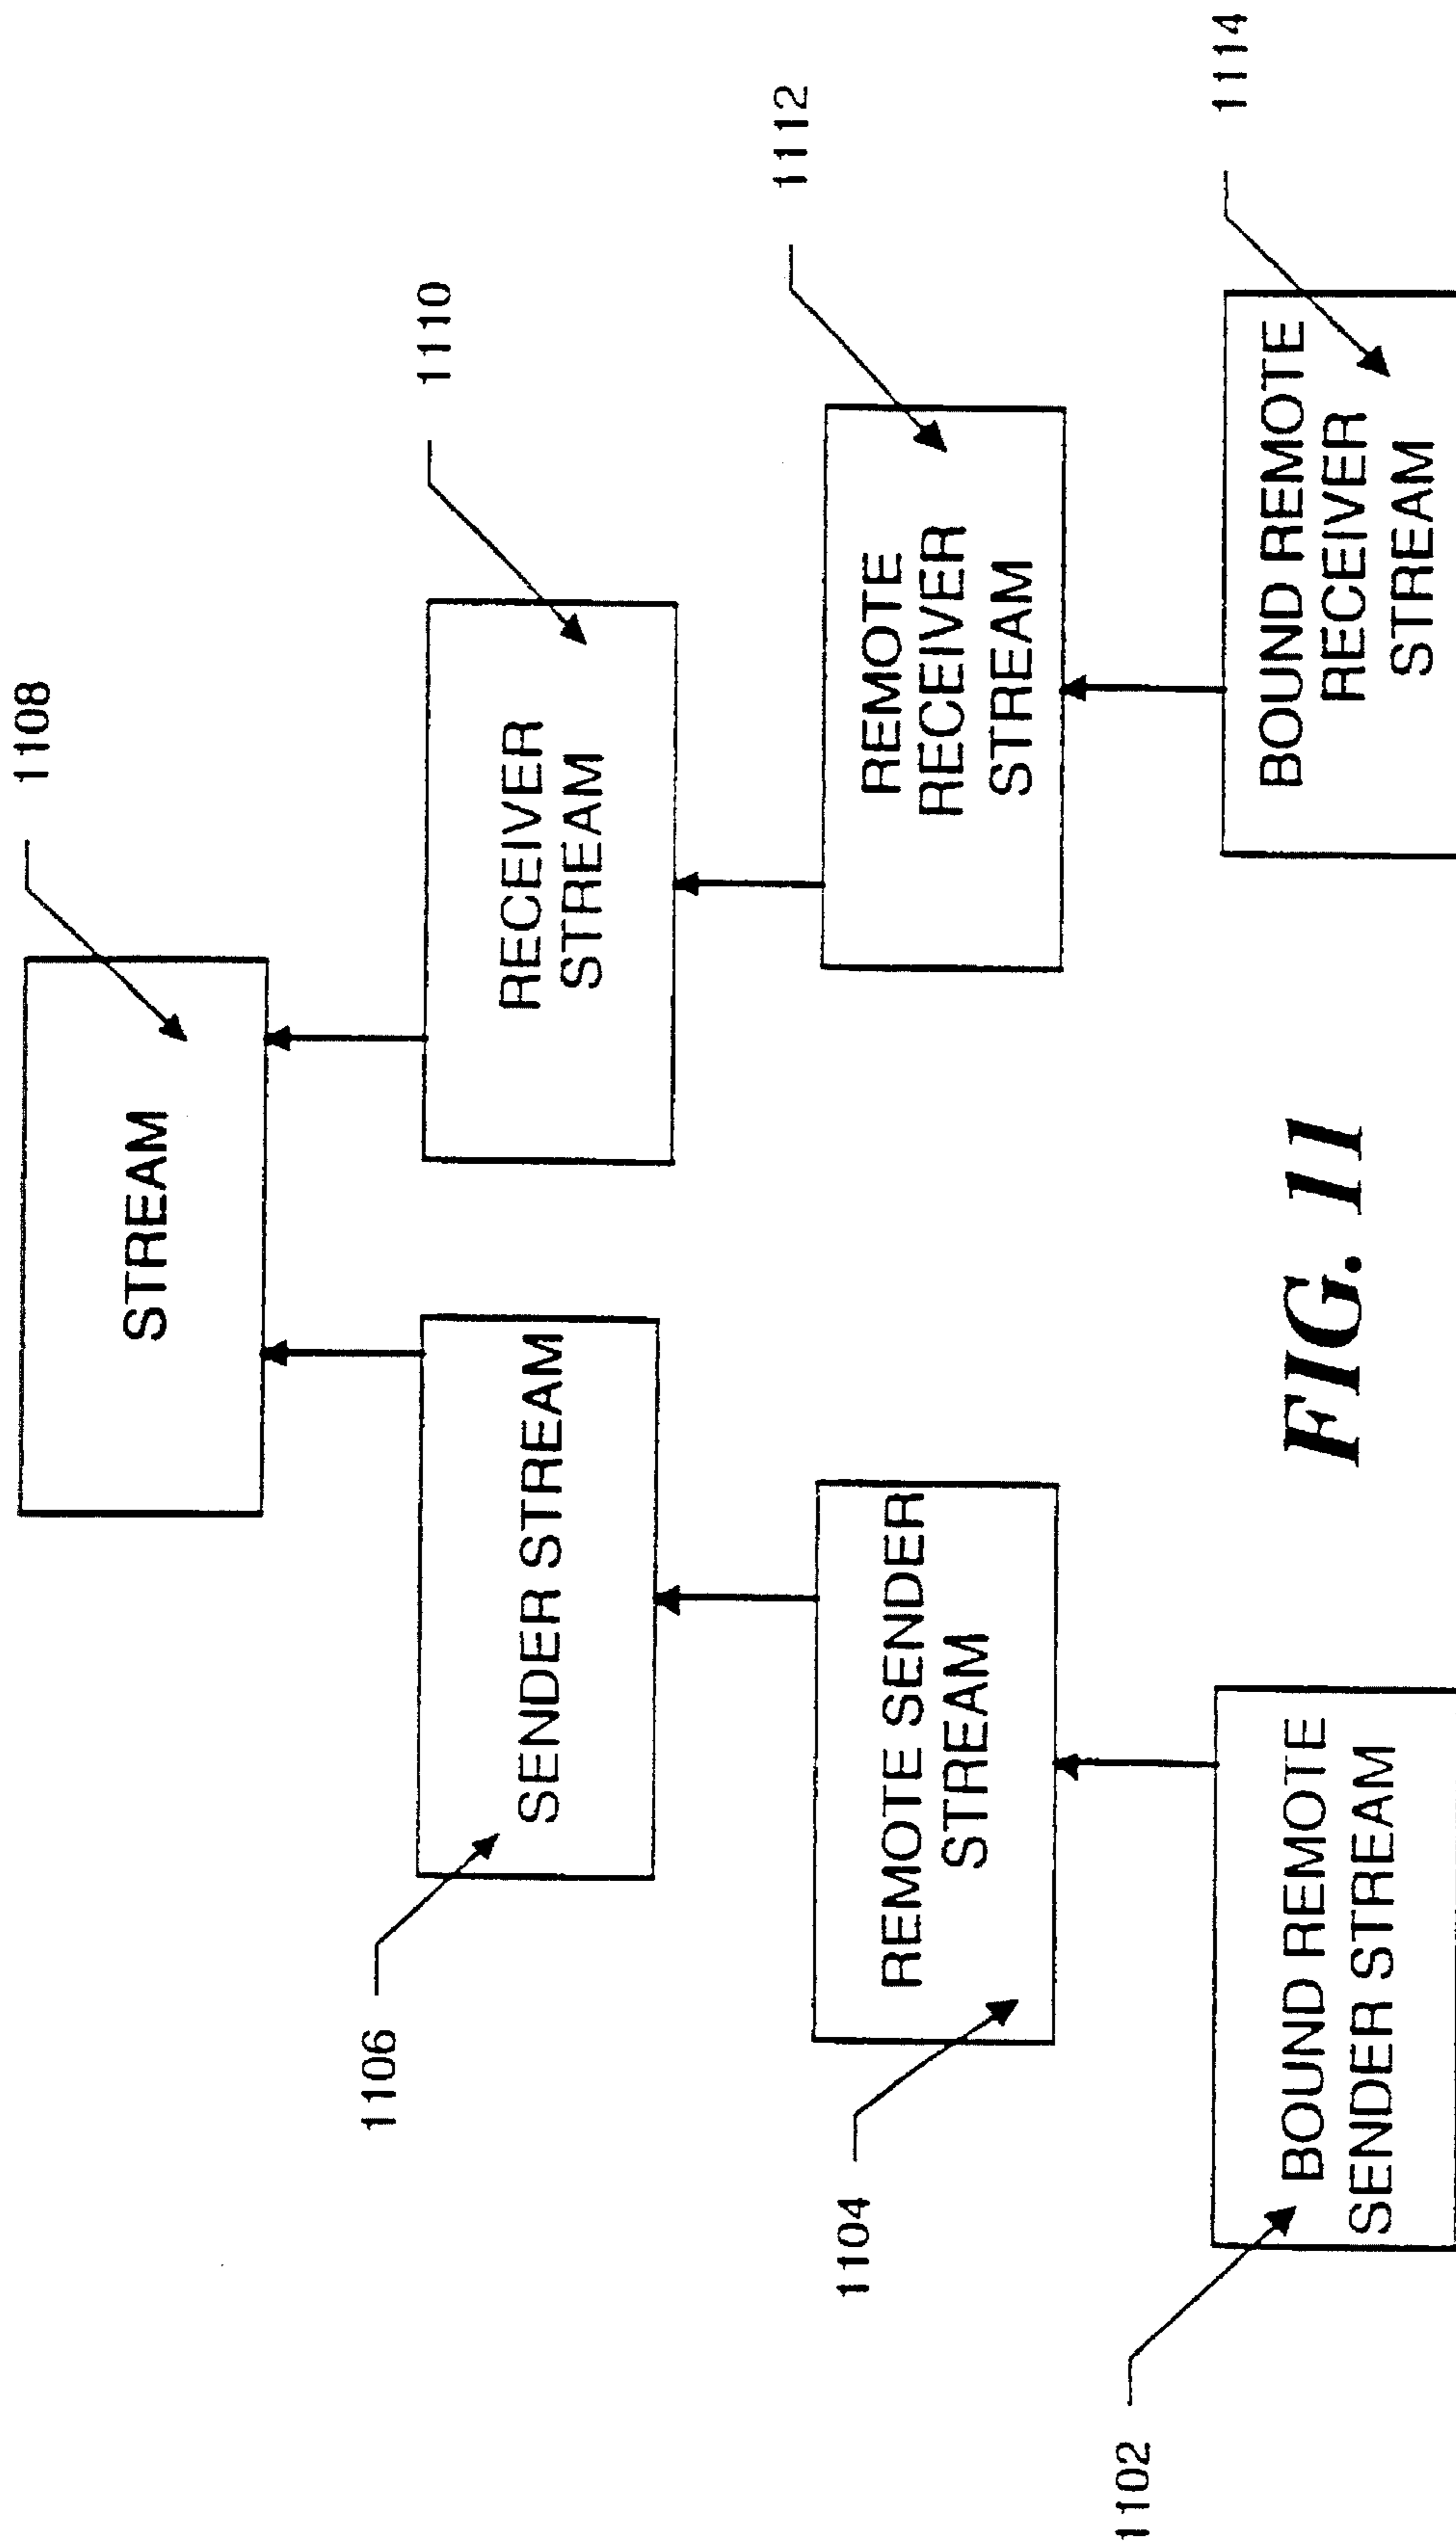 1108
STREAM
1106
SENDER STREAM
1110
RECEIVER
STREAM
1104
REMOTE SENDER
STREAM
1112
REMOTE
RECEIVER
STREAM
1102
BOUND REMOTE
SENDER STREAM
1114
BOUND REMOTE
RECEIVER
STREAM
FIG. 11